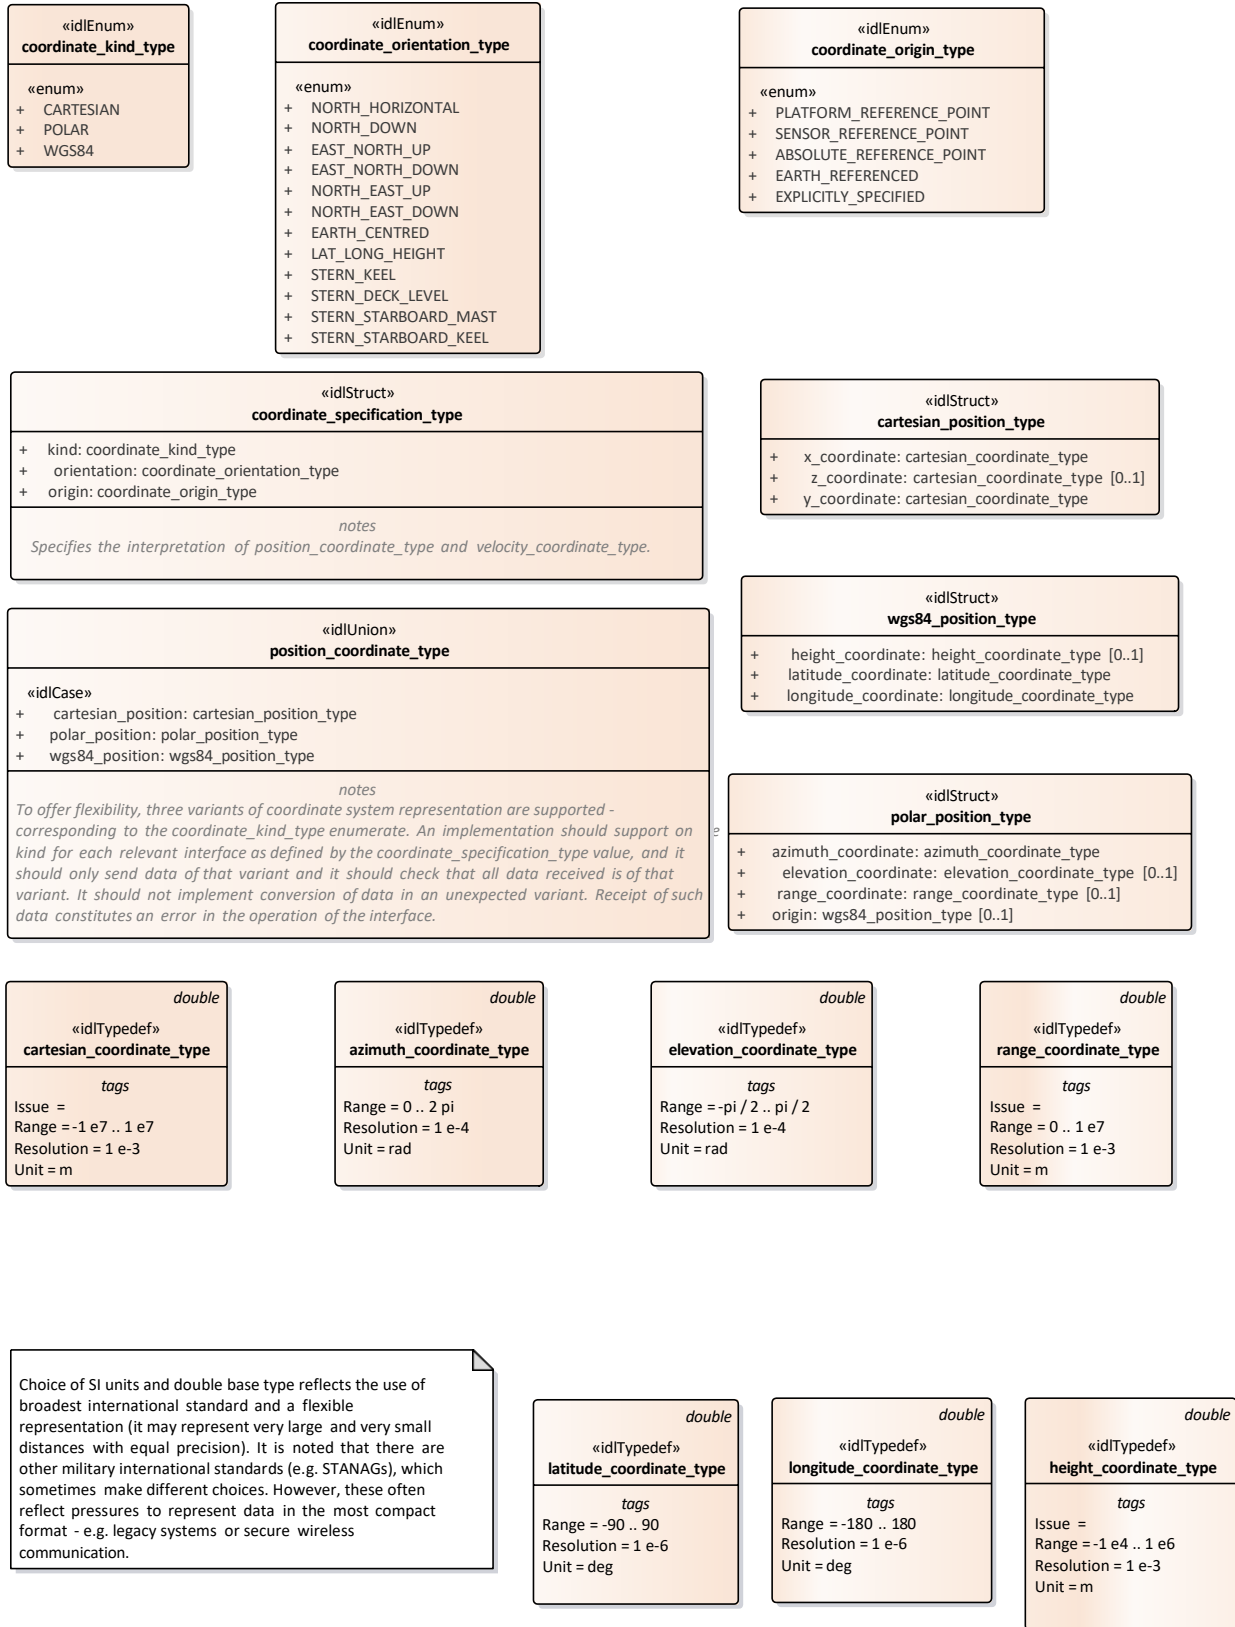 «idlEnum»
coordinate_kind_type
«enum»
+ CARTESIAN
+ POLAR
+ WGS84
«idlEnum»
coordinate_orientation_type
«enum»
+ NORTH_HORIZONTAL
+ NORTH_DOWN
+ EAST_NORTH_UP
+ EAST_NORTH_DOWN
+ NORTH_EAST_UP
+ NORTH_EAST_DOWN
+ EARTH_CENTRED
+ LAT_LONG_HEIGHT
+ STERN_KEEL
+ STERN_DECK_LEVEL
+ STERN_STARBOARD_MAST
+ STERN_STARBOARD_KEEL
«idlEnum»
coordinate_origin_type
«enum»
+ PLATFORM_REFERENCE_POINT
+ SENSOR_REFERENCE_POINT
+ ABSOLUTE_REFERENCE_POINT
+ EARTH_REFERENCED
+ EXPLICITLY_SPECIFIED
«idlStruct»
coordinate_specification_type
+ kind: coordinate_kind_type
+ orientation: coordinate_orientation_type
+ origin: coordinate_origin_type
notes
Specifies the interpretation of position_coordinate_type and velocity_coordinate_type.
«idlStruct»
cartesian_position_type
+ x_coordinate: cartesian_coordinate_type
+ z_coordinate: cartesian_coordinate_type [0..1]
+ y_coordinate: cartesian_coordinate_type
«idlStruct»
wgs84_position_type
+ height_coordinate: height_coordinate_type [0..1]
+ latitude_coordinate: latitude_coordinate_type
+ longitude_coordinate: longitude_coordinate_type
«idlUnion»
position_coordinate_type
«idlCase»
+ cartesian_position: cartesian_position_type
+ polar_position: polar_position_type
+ wgs84_position: wgs84_position_type
notes
To offer flexibility, three variants of coordinate system representation are supported -
corresponding to the coordinate_kind_type enumerate. An implementation should support one
kind for each relevant interface as defined by the coordinate_specification_type value, and it
should only send data of that variant and it should check that all data received is of that
variant. It should not implement conversion of data in an unexpected variant. Receipt of such
data constitutes an error in the operation of the interface.
«idlStruct»
polar_position_type
+ azimuth_coordinate: azimuth_coordinate_type
+ elevation_coordinate: elevation_coordinate_type [0..1]
+ range_coordinate: range_coordinate_type [0..1]
+ origin: wgs84_position_type [0..1]
double
«idlTypedef»
cartesian_coordinate_type
tags
Issue =
Range = -1 e7 .. 1 e7
Resolution = 1 e-3
Unit = m
double
«idlTypedef»
azimuth_coordinate_type
tags
Range = 0 .. 2 pi
Resolution = 1 e-4
Unit = rad
double
«idlTypedef»
elevation_coordinate_type
tags
Range = -pi / 2 .. pi / 2
Resolution = 1 e-4
Unit = rad
double
«idlTypedef»
range_coordinate_type
tags
Issue =
Range = 0 .. 1 e7
Resolution = 1 e-3
Unit = m
Choice of SI units and double base type reflects the use of
broadest international standard and a flexible
representation (it may represent very large and very small
distances with equal precision). It is noted that there are
other military international standards (e.g. STANAGs), which
sometimes make different choices. However, these often
reflect pressures to represent data in the most compact
format - e.g. legacy systems or secure wireless
communication.
double
«idlTypedef»
latitude_coordinate_type
tags
Range = -90 .. 90
Resolution = 1 e-6
Unit = deg
double
«idlTypedef»
longitude_coordinate_type
tags
Range = -180 .. 180
Resolution = 1 e-6
Unit = deg
double
«idlTypedef»
height_coordinate_type
tags
Issue =
Range = -1 e4 .. 1 e6
Resolution = 1 e-3
Unit = m